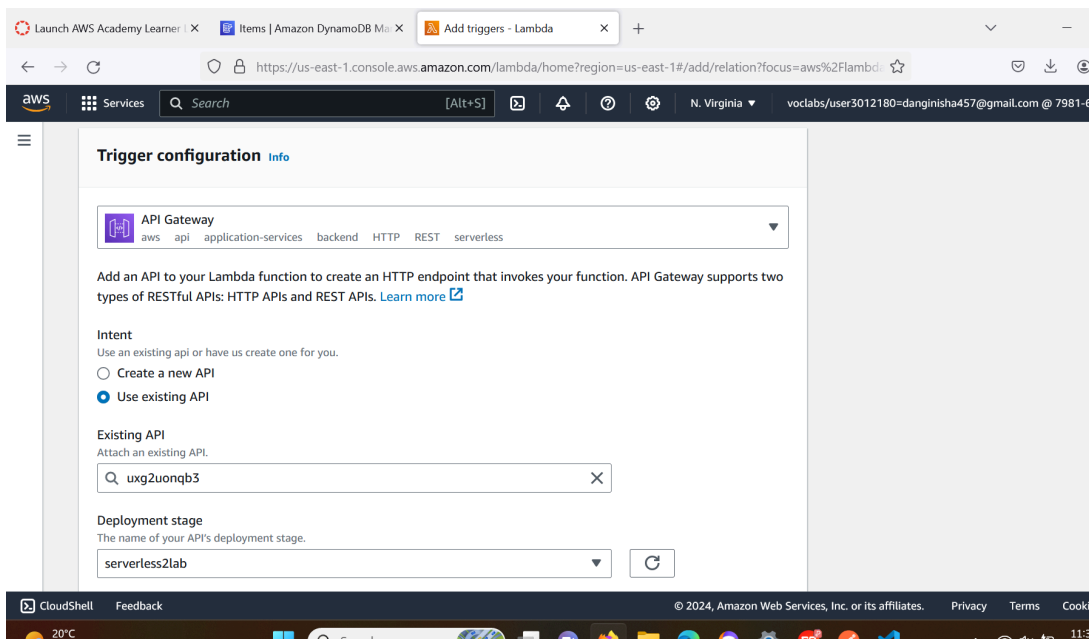 Launch AWS Academy Learner L
Items | Amazon DynamoDB Ma
Add triggers - Lambda
https://us-east-1.console.aws.amazon.com/lambda/home?region=us-east-1#/add/relation?focus=aws%2Flambda
aws Services Search [Alt+S] N. Virginia ▼ voclabs/user3012180=danginisha457@gmail.com @ 7981-6
Trigger configuration Info
API Gateway
aws api application-services backend HTTP REST serverless
Add an API to your Lambda function to create an HTTP endpoint that invokes your function. API Gateway supports two
types of RESTful APIs: HTTP APIs and REST APIs. Learn more
Intent
Use an existing api or have us create one for you.
Create a new API
Use existing API
Existing API
Attach an existing API.
uxg2uonqb3
Deployment stage
The name of your API's deployment stage.
serverless2lab
CloudShell Feedback © 2024, Amazon Web Services, Inc. or its affiliates. Privacy Terms Cooki
20°C